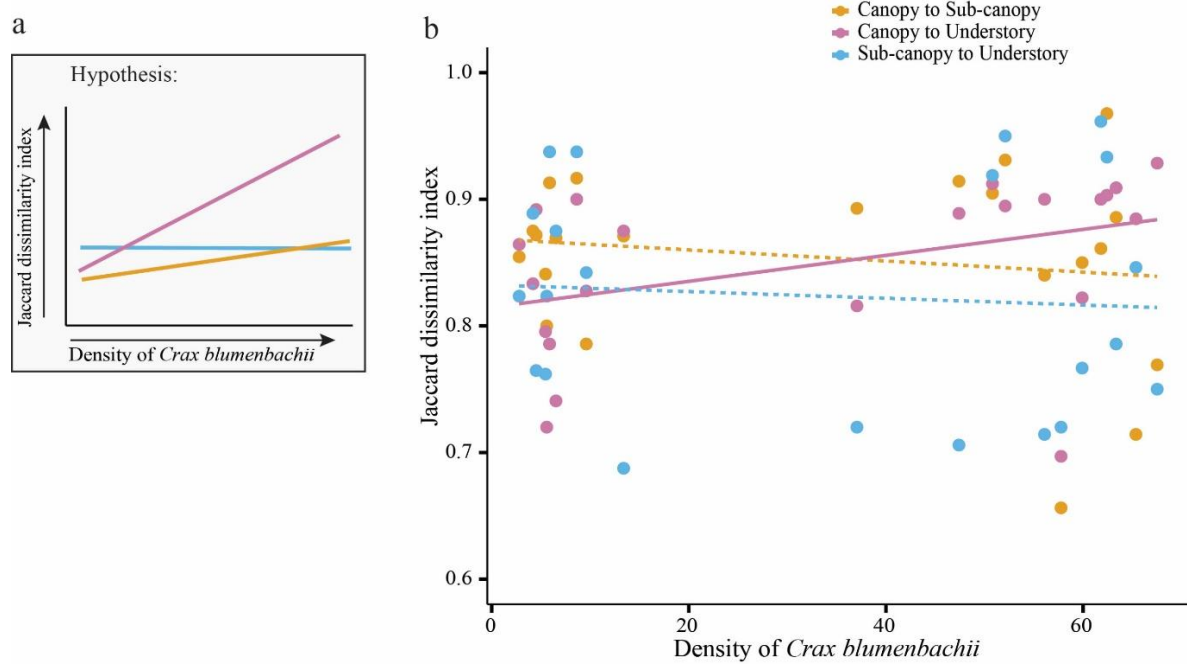 a
Hypothesis:
Jaccard dissimilarity index
Density of Crax blumenbachii
b
Canopy to Sub-canopy
Canopy to Understory
Sub-canopy to Understory
Jaccard dissimilarity index
1.0
0.9
0.8
0.7
0.6
0 20 40 60
Density of Crax blumenbachii